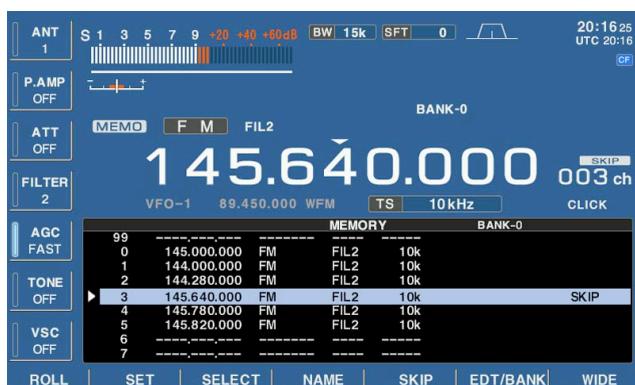 ANT
1
S 1 3 5 7 9 +20 +40 +60dB
BW 15k SFT 0
20:16 25
UTC 20:16
CF
P.AMP
OFF
BANK-0
ATT
OFF
MEMO FM FIL2
145.640.000
SKIP
003 ch
FILTER
2
VFO-1 89.450.000 WFM TS 10kHz CLICK
AGC
FAST
MEMORY BANK-0
99 ----.---.--- ------- ---- -----
0 145.000.000 FM FIL2 10k
1 144.000.000 FM FIL2 10k
2 144.280.000 FM FIL2 10k
3 145.640.000 FM FIL2 10k SKIP
4 145.780.000 FM FIL2 10k
5 145.820.000 FM FIL2 10k
6 ----.---.--- ------- ---- -----
7 ----.---.--- ------- ---- -----
TONE
OFF
VSC
OFF
ROLL SET SELECT NAME SKIP EDT/BANK WIDE